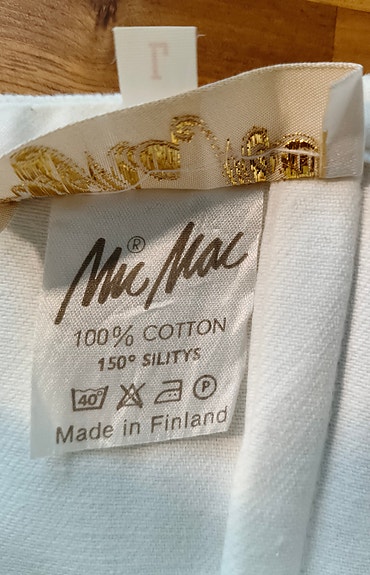 Mic Mac ®
100% COTTON
150° SILITYS
40° P
Made in Finland